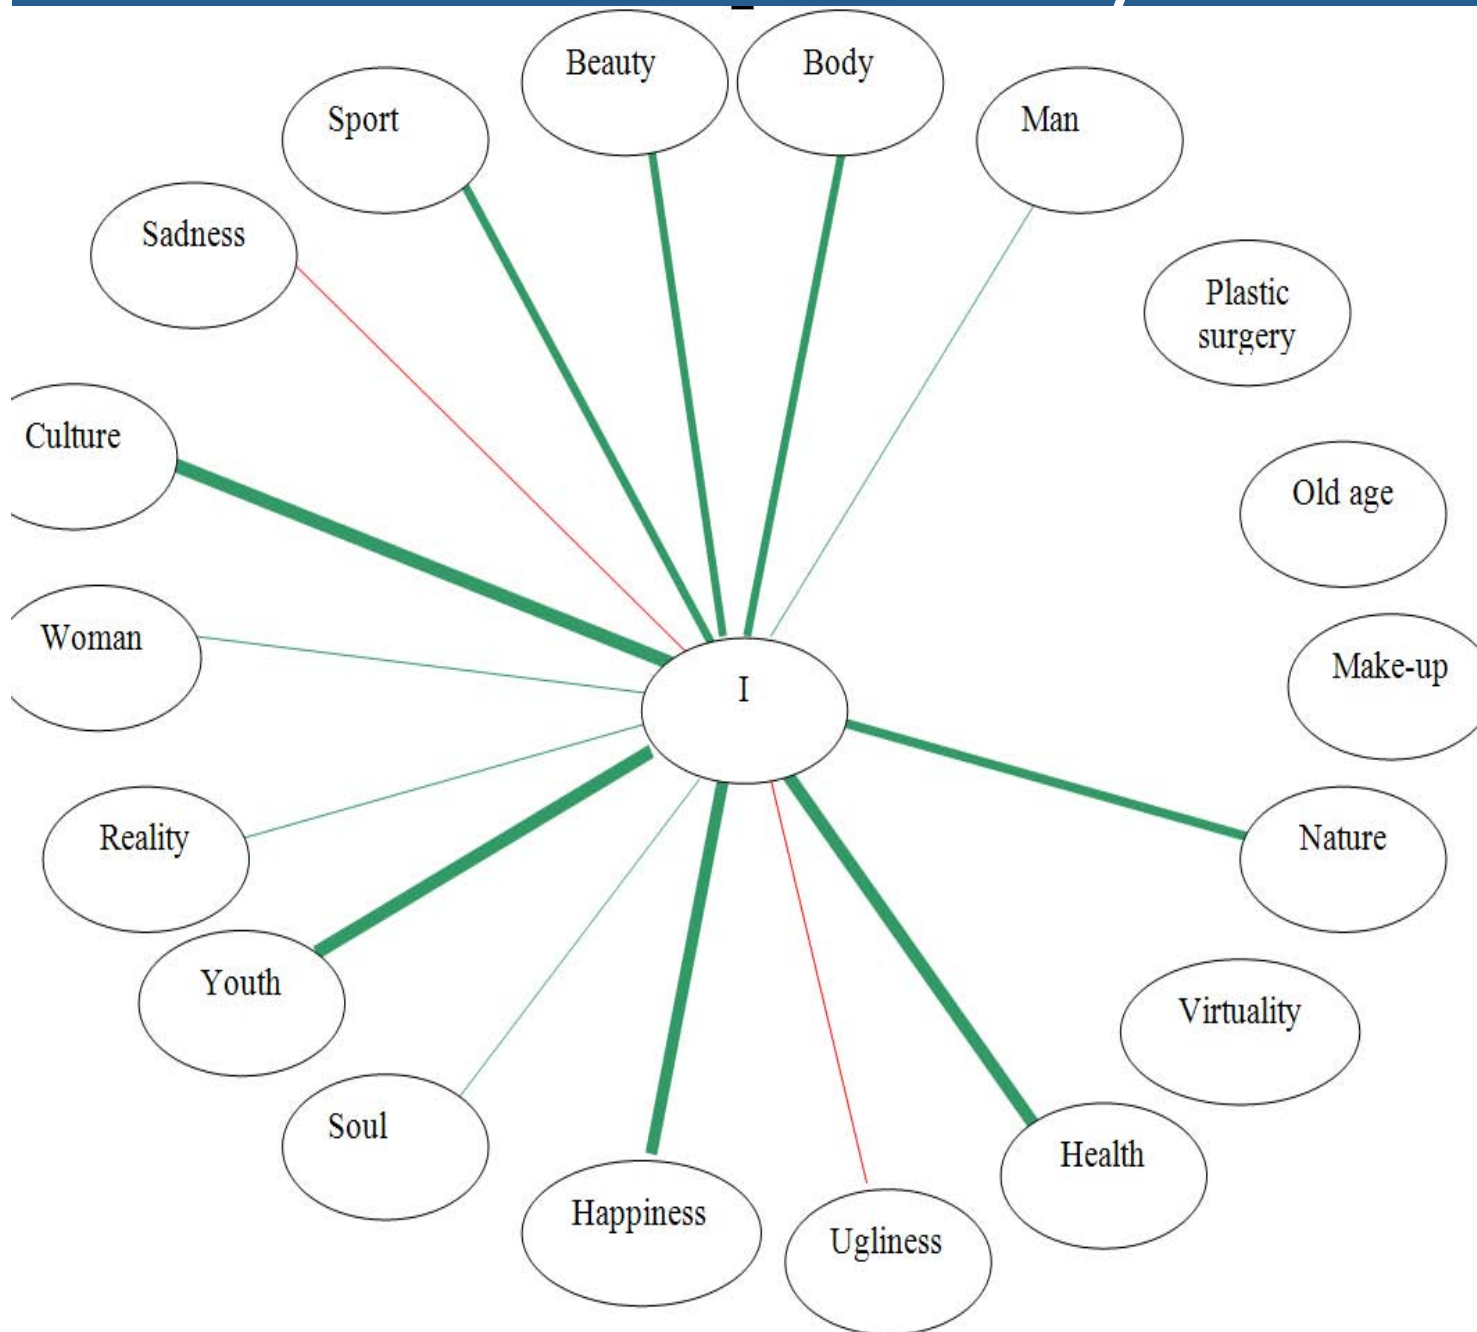 Beauty
Body
Sport
Man
Sadness
Plastic
surgery
Culture
Old age
Woman
Make-up
I
Reality
Nature
Youth
Virtuality
Soul
Health
Happiness
Ugliness